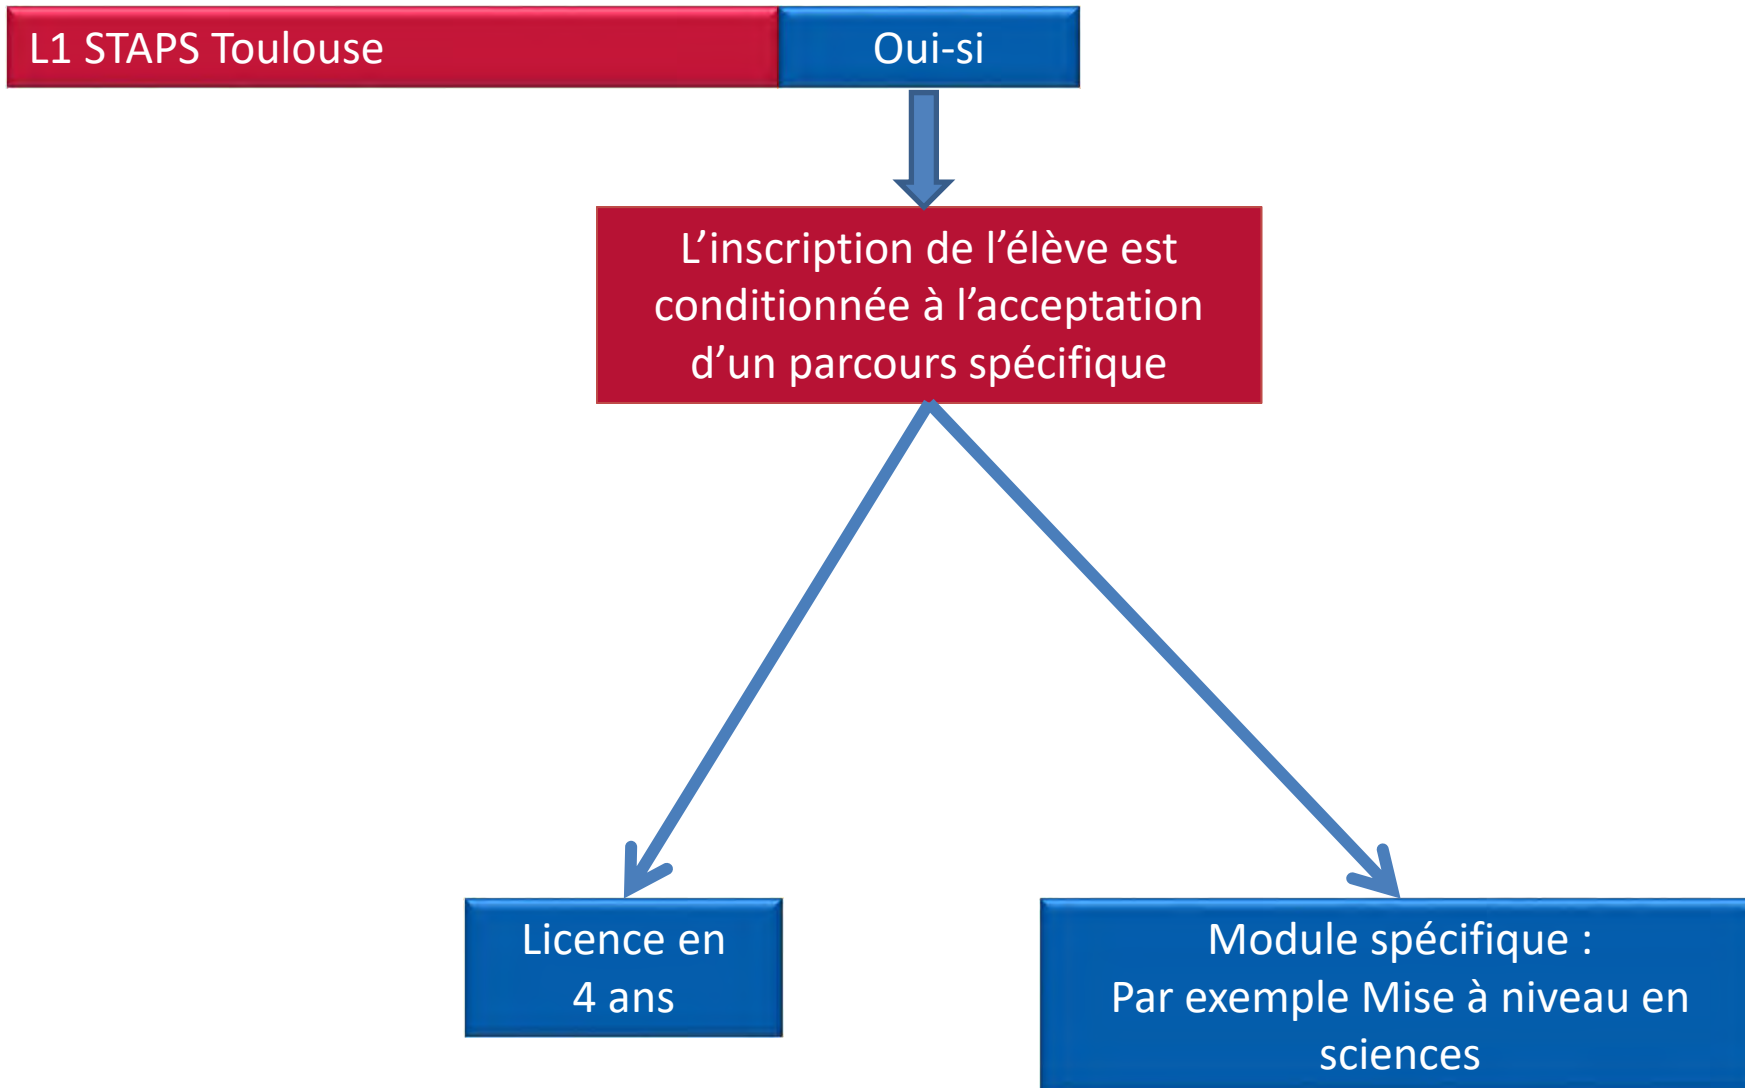 L1 STAPS Toulouse
Oui-si
L’inscription de l’élève est
conditionnée à l’acceptation
d’un parcours spécifique
Licence en
4 ans
Module spécifique :
Par exemple Mise à niveau en
sciences